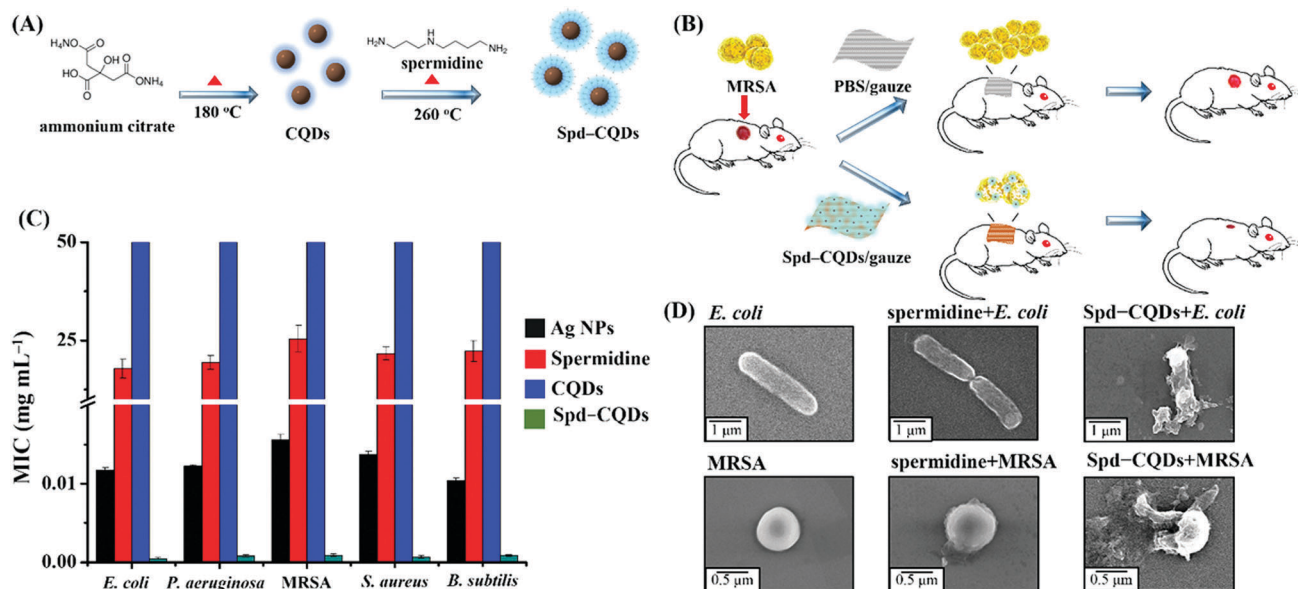 (A)
H₄NO
O
OH
HO
O
O
ONH₄
ammonium citrate
180 °C
CQDs
H₂N
H
N
NH₂
spermidine
260 °C
Spd−CQDs
(B)
MRSA
PBS/gauze
Spd−CQDs/gauze
(C)
MIC (mg mL⁻¹)
50
25
0.01
0.00
Ag NPs
Spermidine
CQDs
Spd−CQDs
E. coli
P. aeruginosa
MRSA
S. aureus
B. subtilis
(D)
E. coli
spermidine+E. coli
Spd−CQDs+E. coli
1 μm
1 μm
1 μm
MRSA
spermidine+MRSA
Spd−CQDs+MRSA
0.5 μm
0.5 μm
0.5 μm